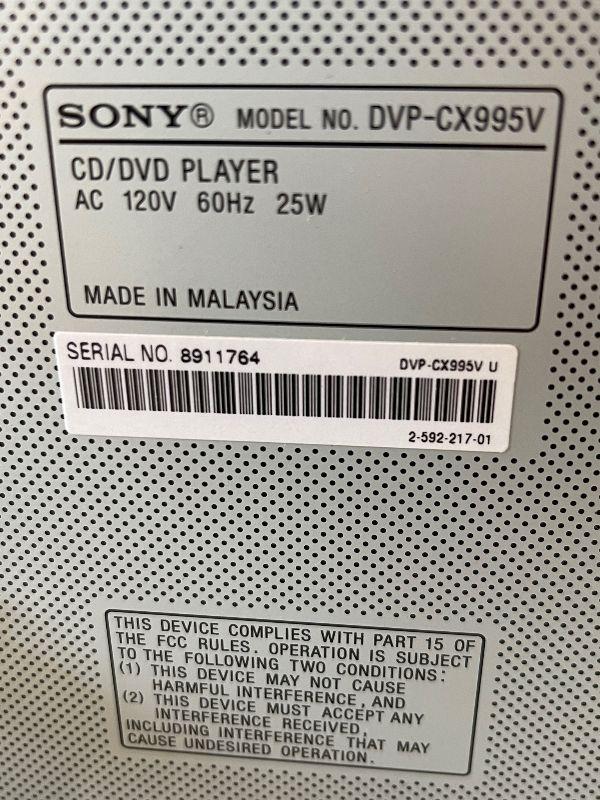 SONY® MODEL NO. DVP-CX995V
CD/DVD PLAYER
AC 120V 60Hz 25W
MADE IN MALAYSIA
SERIAL NO. 8911764 DVP-CX995V U
2-592-217-01
THIS DEVICE COMPLIES WITH PART 15 OF
THE FCC RULES. OPERATION IS SUBJECT
TO THE FOLLOWING TWO CONDITIONS:
(1) THIS DEVICE MAY NOT CAUSE
HARMFUL INTERFERENCE, AND
(2) THIS DEVICE MUST ACCEPT ANY
INTERFERENCE RECEIVED,
INCLUDING INTERFERENCE THAT MAY
CAUSE UNDESIRED OPERATION.